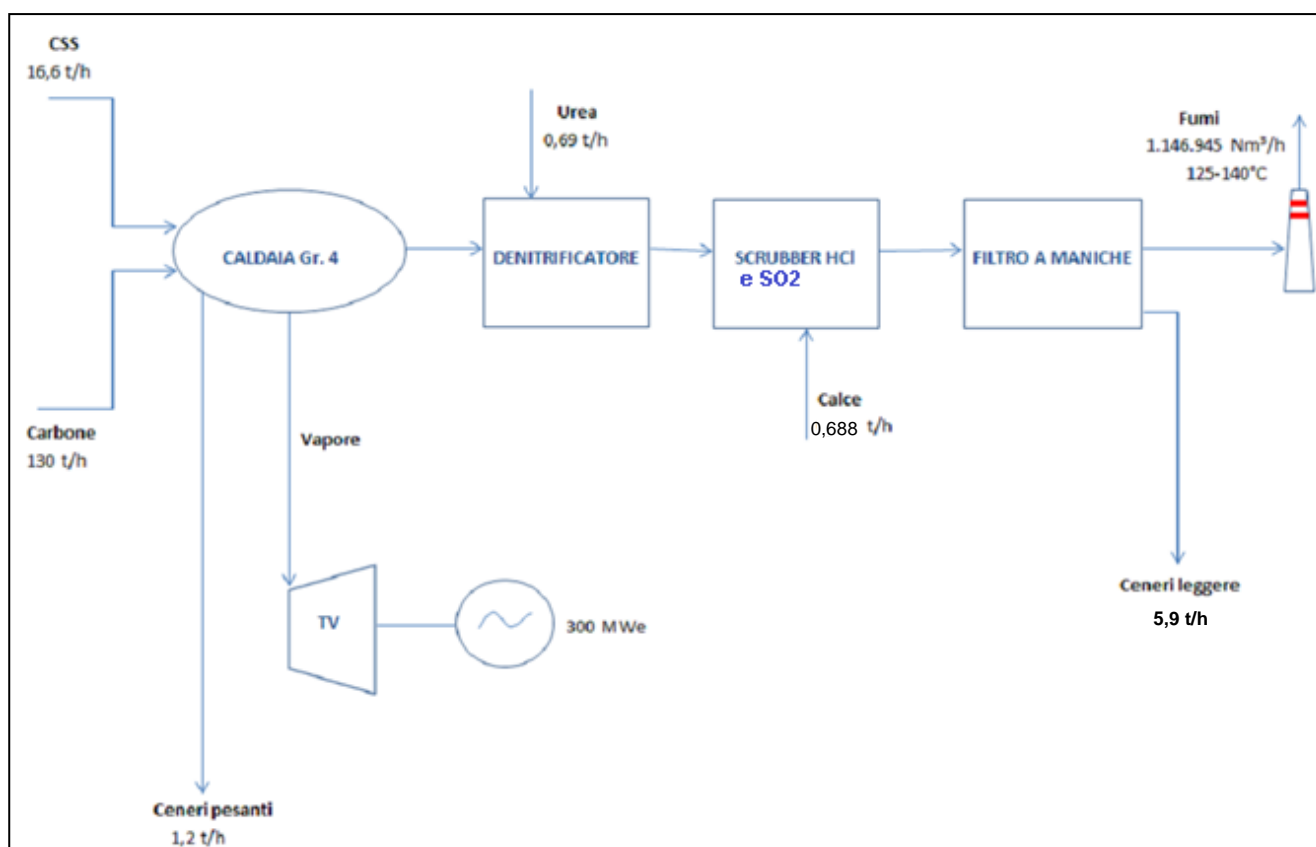 CSS
16,6 t/h
Urea
0,69 t/h
Fumi
1.146.945 Nm³/h
125-140°C
CALDAIA Gr. 4
DENITRIFICATORE
SCRUBBER HCl
e SO2
FILTRO A MANICHE
Carbone
130 t/h
Vapore
Calce
0,688 t/h
Ceneri leggere
5,9 t/h
TV
300 MWe
Ceneri pesanti
1,2 t/h